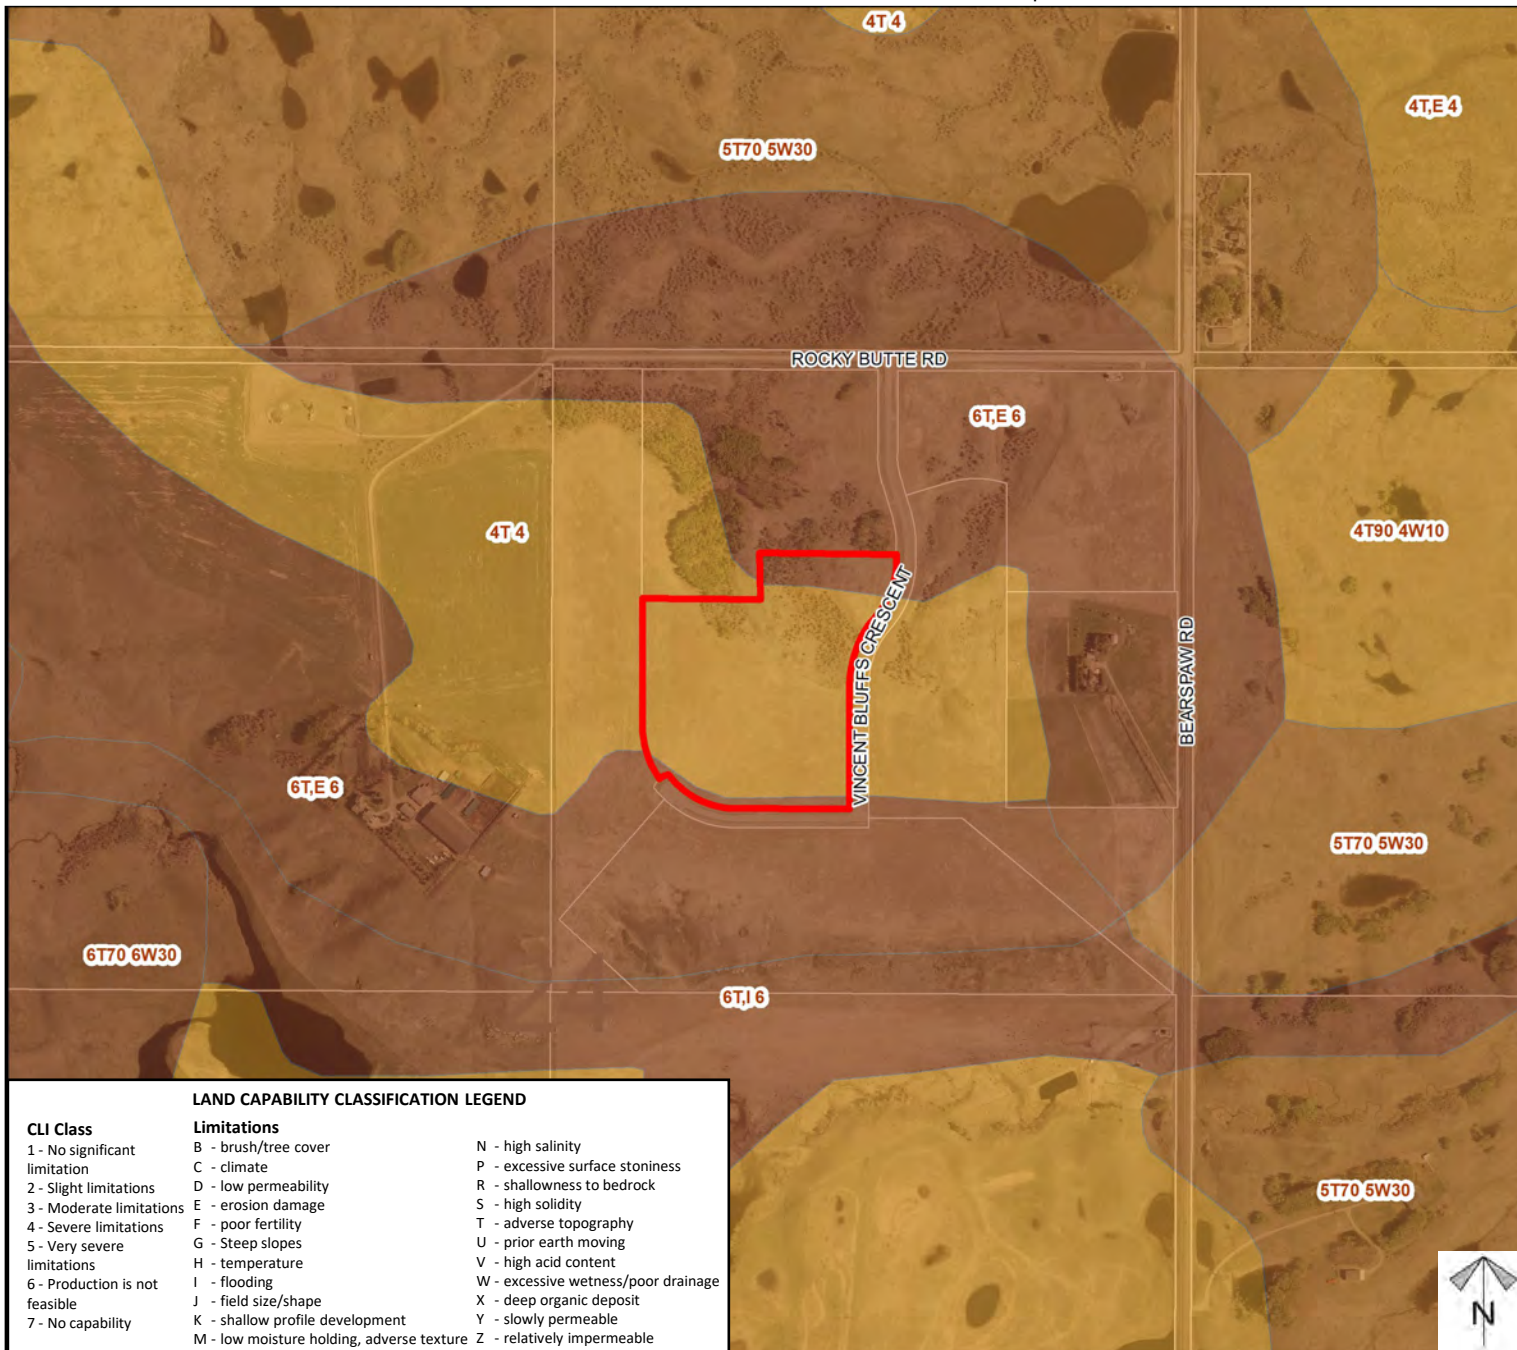 4T 4
4T,E 4
5T70 5W30
ROCKY BUTTE RD
6T,E 6
4T 4
4T90 4W10
VINCENT BLUFFS CRESCENT
BEARSPAW RD
6T,E 6
5T70 5W30
6T70 6W30
6T,I 6
5T70 5W30
LAND CAPABILITY CLASSIFICATION LEGEND
CLI Class
1 - No significant
limitation
2 - Slight limitations
3 - Moderate limitations
4 - Severe limitations
5 - Very severe
limitations
6 - Production is not
feasible
7 - No capability
Limitations
B - brush/tree cover
C - climate
D - low permeability
E - erosion damage
F - poor fertility
G - Steep slopes
H - temperature
I - flooding
J - field size/shape
K - shallow profile development
M - low moisture holding, adverse texture
N - high salinity
P - excessive surface stoniness
R - shallowness to bedrock
S - high solidity
T - adverse topography
U - prior earth moving
V - high acid content
W - excessive wetness/poor drainage
X - deep organic deposit
Y - slowly permeable
Z - relatively impermeable
N